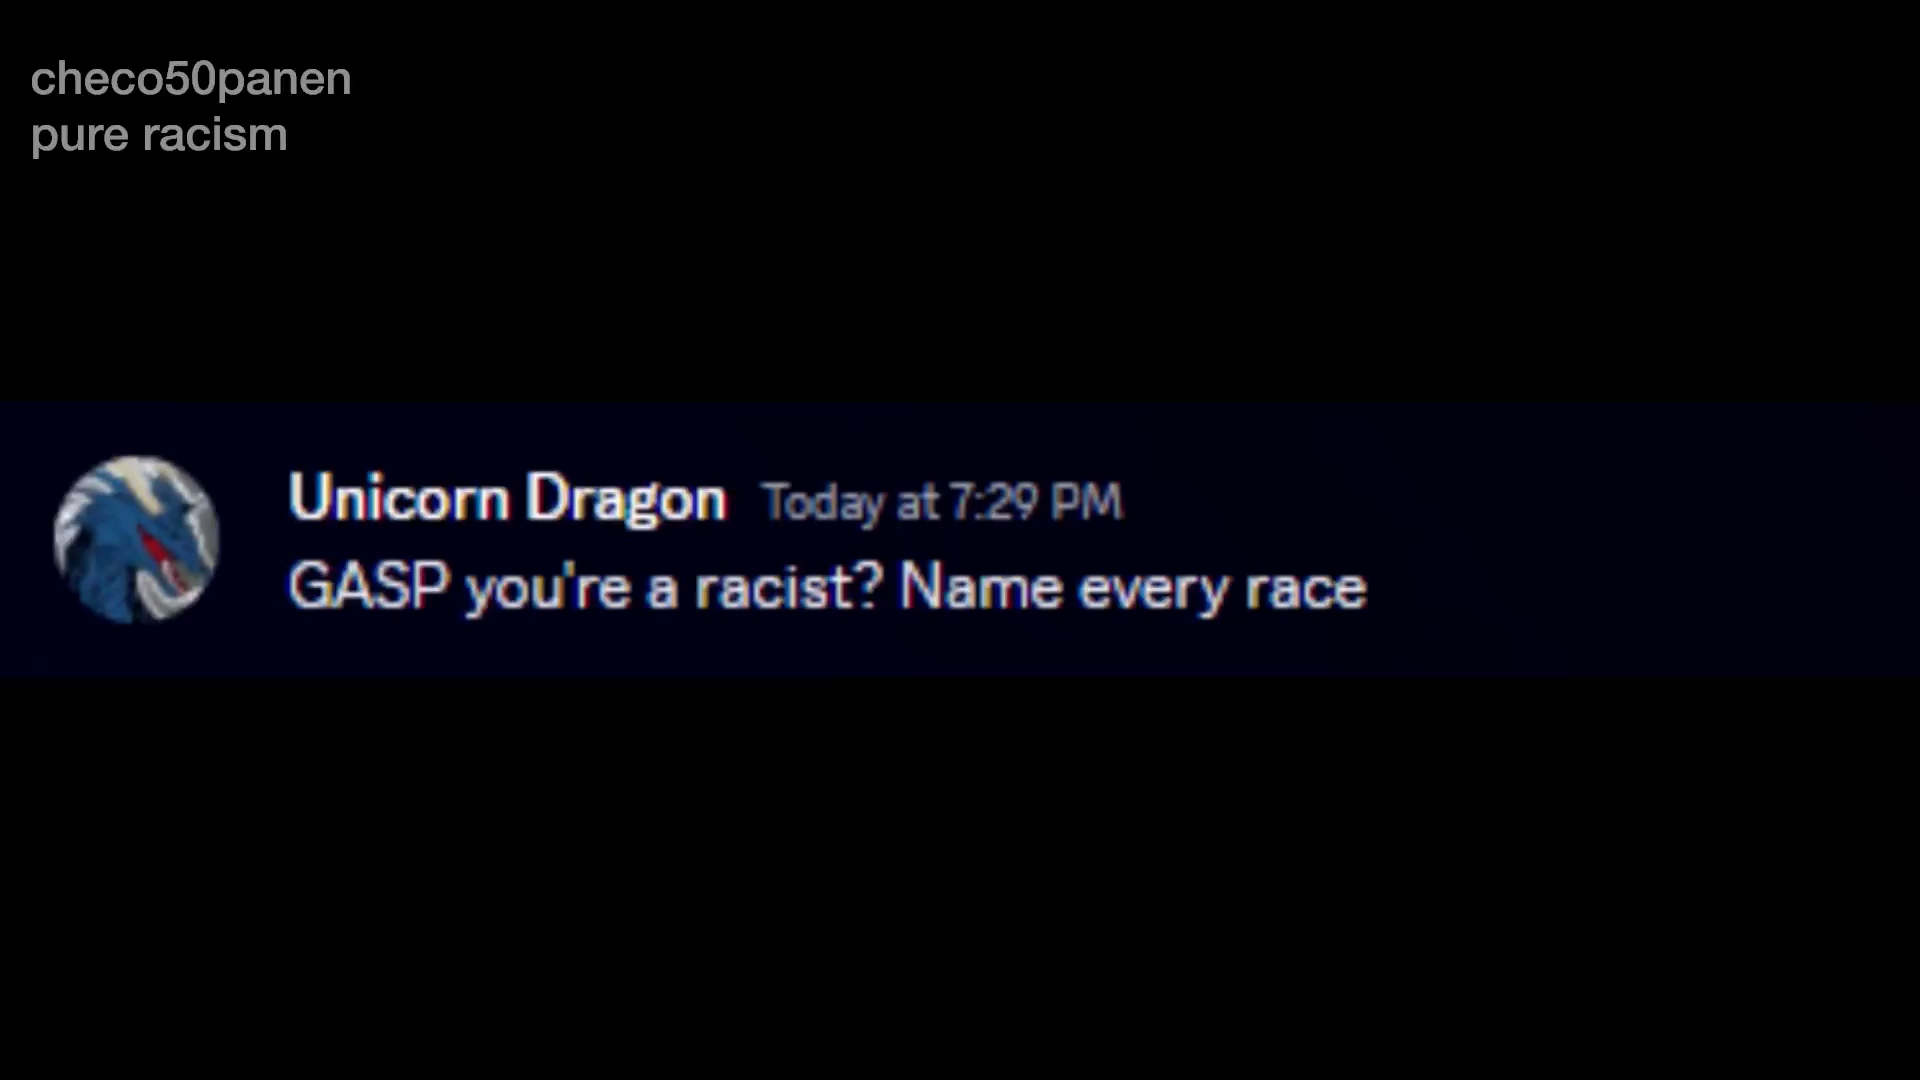 checo50panen
pure racism
Unicorn Dragon Today at 7:29 PM
GASP you're a racist? Name every race